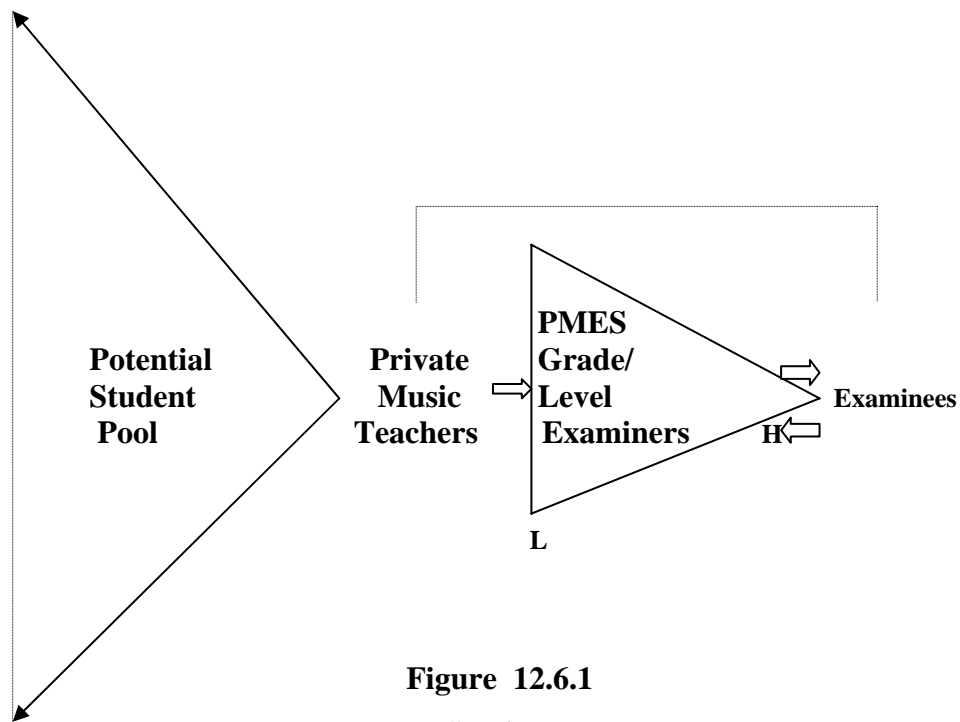 Potential
Student
Pool
Private
Music
Teachers
PMES
Grade/
Level
Examiners
Examinees
H
L
Figure 12.6.1